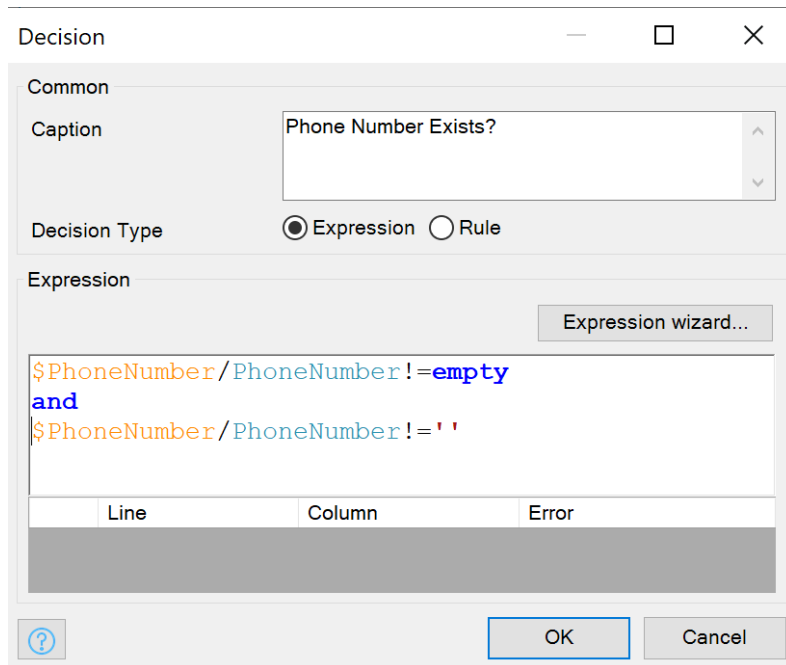 Decision
Common
Caption
Phone Number Exists?
Decision Type
Expression
Rule
Expression
Expression wizard...
$PhoneNumber/PhoneNumber!=empty
and
$PhoneNumber/PhoneNumber!=''
Line Column Error
?
OK
Cancel